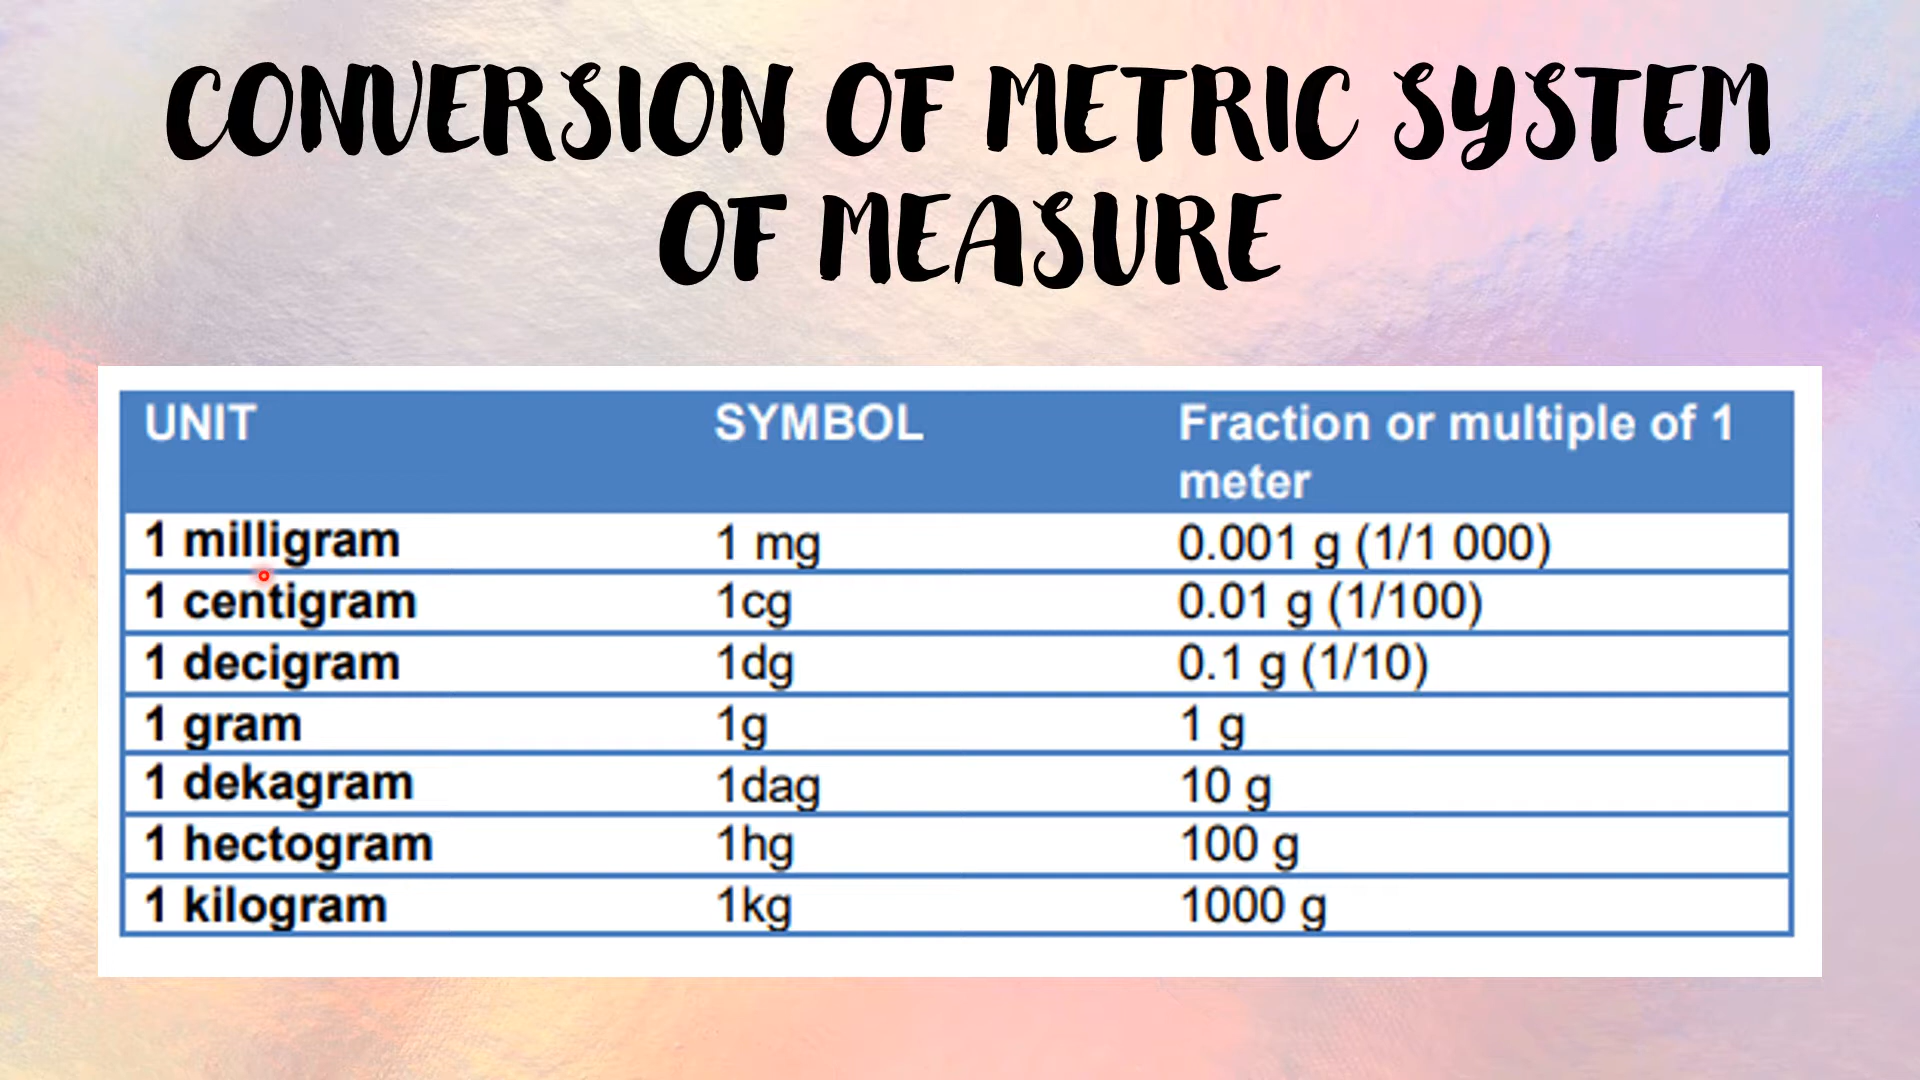 CONVERSION OF METRIC SYSTEM
OF MEASURE
UNIT SYMBOL Fraction or multiple of 1
meter
1 milligram 1 mg 0.001 g (1/1 000)
1 centigram 1cg 0.01 g (1/100)
1 decigram 1dg 0.1 g (1/10)
1 gram 1g 1 g
1 dekagram 1dag 10 g
1 hectogram 1hg 100 g
1 kilogram 1kg 1000 g